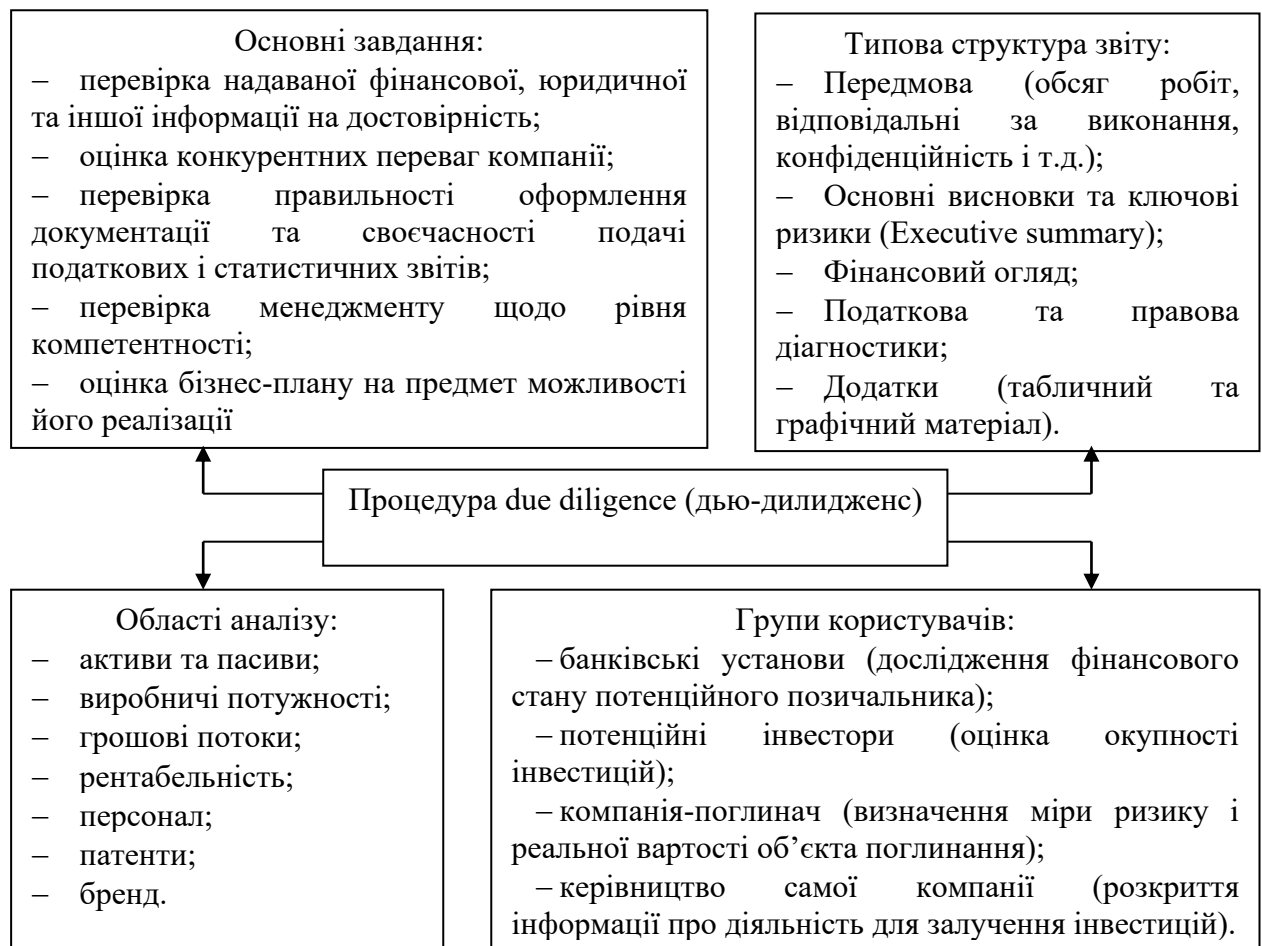 Основні завдання:
– перевірка надаваної фінансової, юридичної
та іншої інформації на достовірність;
– оцінка конкурентних переваг компанії;
– перевірка правильності оформлення
документації та своєчасності подачі
податкових і статистичних звітів;
– перевірка менеджменту щодо рівня
компетентності;
– оцінка бізнес-плану на предмет можливості
його реалізації
Типова структура звіту:
– Передмова (обсяг робіт,
відповідальні за виконання,
конфіденційність і т.д.);
– Основні висновки та ключові
ризики (Executive summary);
– Фінансовий огляд;
– Податкова та правова
діагностики;
– Додатки (табличний та
графічний матеріал).
Процедура due diligence (дью-дилидженс)
Області аналізу:
– активи та пасиви;
– виробничі потужності;
– грошові потоки;
– рентабельність;
– персонал;
– патенти;
– бренд.
Групи користувачів:
– банківські установи (дослідження фінансового
стану потенційного позичальника);
– потенційні інвестори (оцінка окупності
інвестицій);
– компанія-поглинач (визначення міри ризику і
реальної вартості об’єкта поглинання);
– керівництво самої компанії (розкриття
інформації про діяльність для залучення інвестицій).